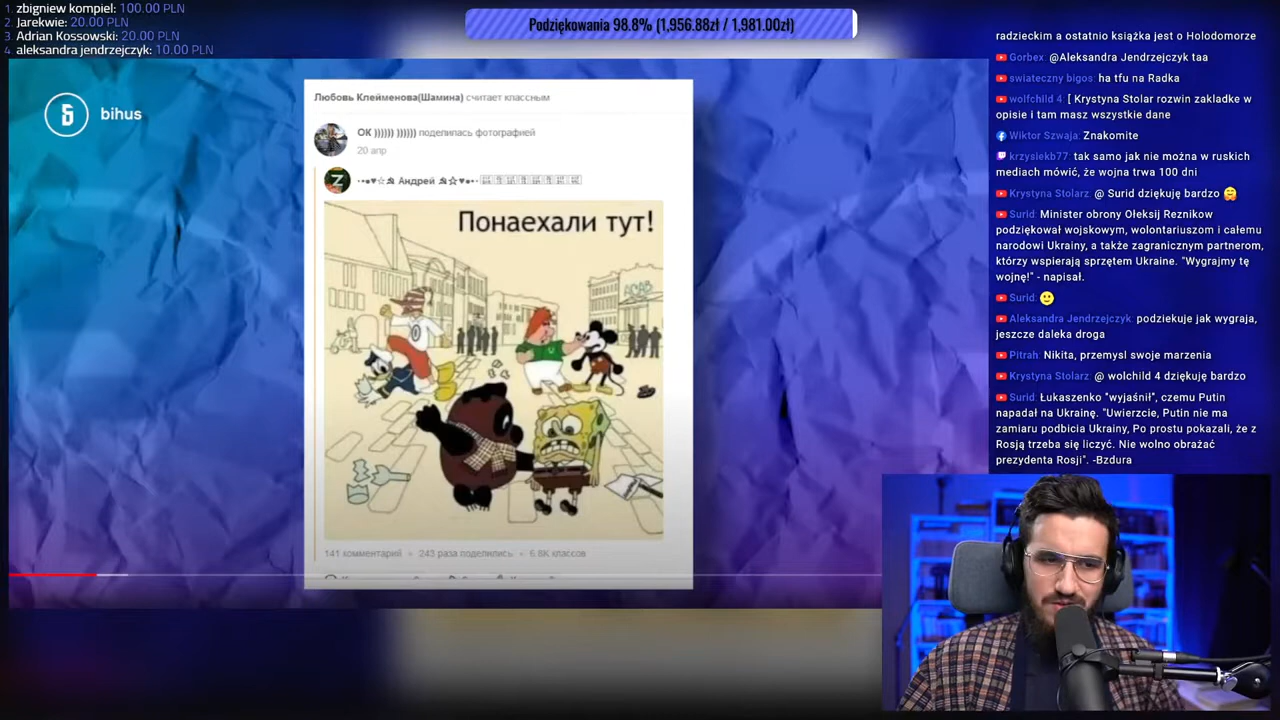 1. zbigniew kompiel: 100.00 PLN
2. Jarekwie: 20.00 PLN
3. Adrian Kossowski: 20.00 PLN
4. aleksandra jendrzejczyk: 10.00 PLN
Podziękowania 98.8% (1,956.88zł / 1,981.00zł)
bihus
Любовь Клейменова(Шамина) считает классным
ОК )))))) )))))) поделилась фотографией
20 апр
Андрей
Понаехали тут!
141 комментарий • 243 раза поделились • 6.8K классов
radzieckim a ostatnio książka jest o Holodomorze
Gorbex: @Aleksandra Jendrzejczyk taa
swiateczny bigos: ha tfu na Radka
wolfchild 4: [ Krystyna Stolar rozwin zakladke w
opisie i tam masz wszystkie dane
Wiktor Szwaja: Znakomite
krzysiekb77: tak samo jak nie można w ruskich
mediach mówić, że wojna trwa 100 dni
Krystyna Stolarz: @ Surid dziękuję bardzo
Surid: Minister obrony Ołeksij Reznikow
podziękował wojskowym, wolontariuszom i całemu
narodowi Ukrainy, a także zagranicznym partnerom,
którzy wspierają sprzętem Ukraine. "Wygrajmy tę
wojnę!" - napisał.
Surid:
Aleksandra Jendrzejczyk: podziekuje jak wygraja,
jeszcze daleka droga
Pitrah: Nikita, przemysl swoje marzenia
Krystyna Stolarz: @ wolchild 4 dziękuję bardzo
Surid: Łukaszenko "wyjaśnił", czemu Putin
napadał na Ukrainę. "Uwierzcie, Putin nie ma
zamiaru podbicia Ukrainy, Po prostu pokazali, że z
Rosją trzeba się liczyć. Nie wolno obrażać
prezydenta Rosji". -Bzdura